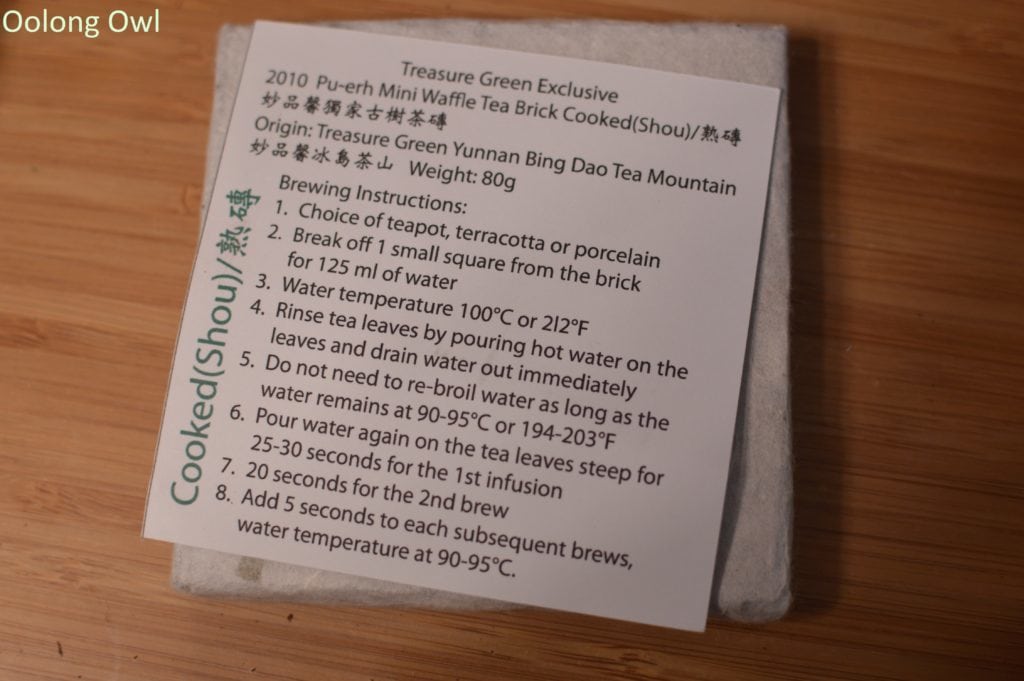 Oolong Owl
Treasure Green Exclusive
2010 Pu-erh Mini Waffle Tea Brick Cooked(Shou)/熟磚
妙品馨獨家古樹茶磚
Origin: Treasure Green Yunnan Bing Dao Tea Mountain
妙品馨冰島茶山 Weight: 80g
Brewing Instructions:
1. Choice of teapot, terracotta or porcelain
2. Break off 1 small square from the brick
for 125 ml of water
3. Water temperature 100°C or 2l2°F
4. Rinse tea leaves by pouring hot water on the
leaves and drain water out immediately
5. Do not need to re-broil water as long as the
water remains at 90-95°C or 194-203°F
6. Pour water again on the tea leaves steep for
25-30 seconds for the 1st infusion
7. 20 seconds for the 2nd brew
8. Add 5 seconds to each subsequent brews,
water temperature at 90-95°C.
Cooked(Shou)/熟磚